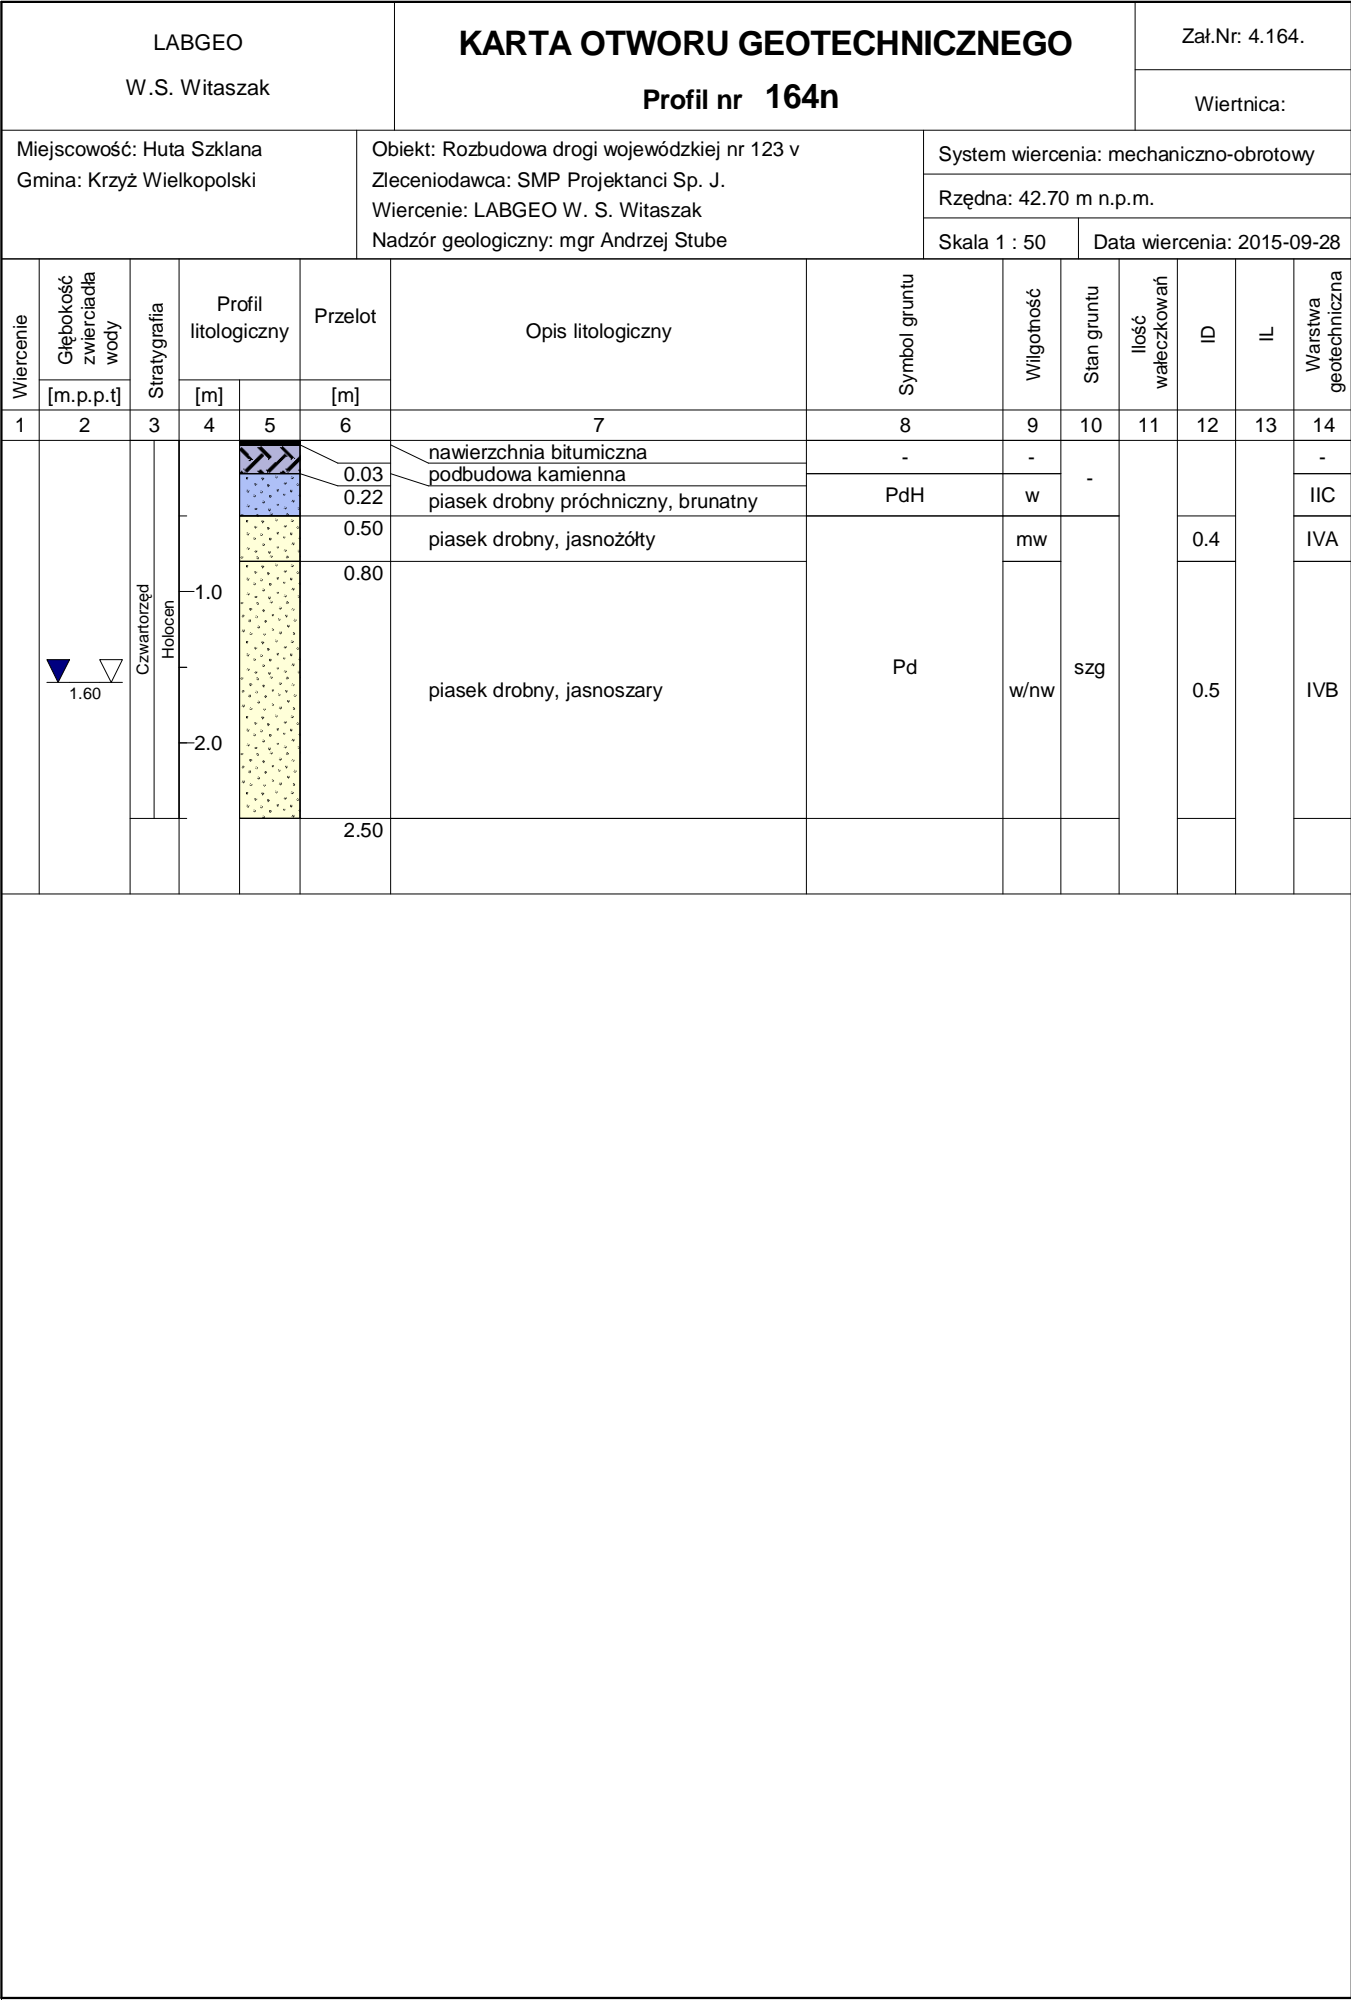 LABGEO
W.S. Witaszak
KARTA OTWORU GEOTECHNICZNEGO
Profil nr 164n
Zał.Nr: 4.164.
Wiertnica:
Miejscowość: Huta Szklana
Gmina: Krzyż Wielkopolski
Obiekt: Rozbudowa drogi wojewódzkiej nr 123 v
Zleceniodawca: SMP Projektanci Sp. J.
Wiercenie: LABGEO W. S. Witaszak
Nadzór geologiczny: mgr Andrzej Stube
System wiercenia: mechaniczno-obrotowy
Rzędna: 42.70 m n.p.m.
Skala 1 : 50
Data wiercenia: 2015-09-28
Wiercenie
Głębokość
zwierciadła
wody
[m.p.p.t]
Stratygrafia
Profil
litologiczny
[m]
Przelot
[m]
Opis litologiczny
Symbol gruntu
Wilgotność
Stan gruntu
Ilość
wałeczkowań
ID
IL
Warstwa
geotechniczna
1 2 3 4 5 6 7 8 9 10 11 12 13 14
nawierzchnia bitumiczna
- - - -
0.03 podbudowa kamienna
0.22 piasek drobny próchniczny, brunatny PdH w IIC
0.50 piasek drobny, jasnożółty mw 0.4 IVA
0.80
1.0
Czwartorzęd
Holocen
1.60
piasek drobny, jasnoszary Pd w/nw szg 0.5 IVB
2.0
2.50